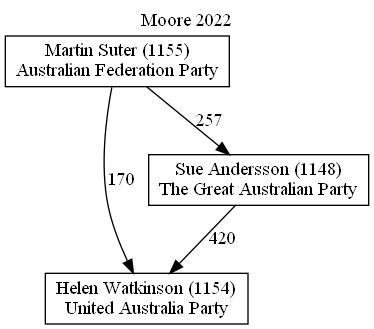 Moore 2022
Martin Suter (1155)
Australian Federation Party
257
Sue Andersson (1148)
The Great Australian Party
170
420
Helen Watkinson (1154)
United Australia Party